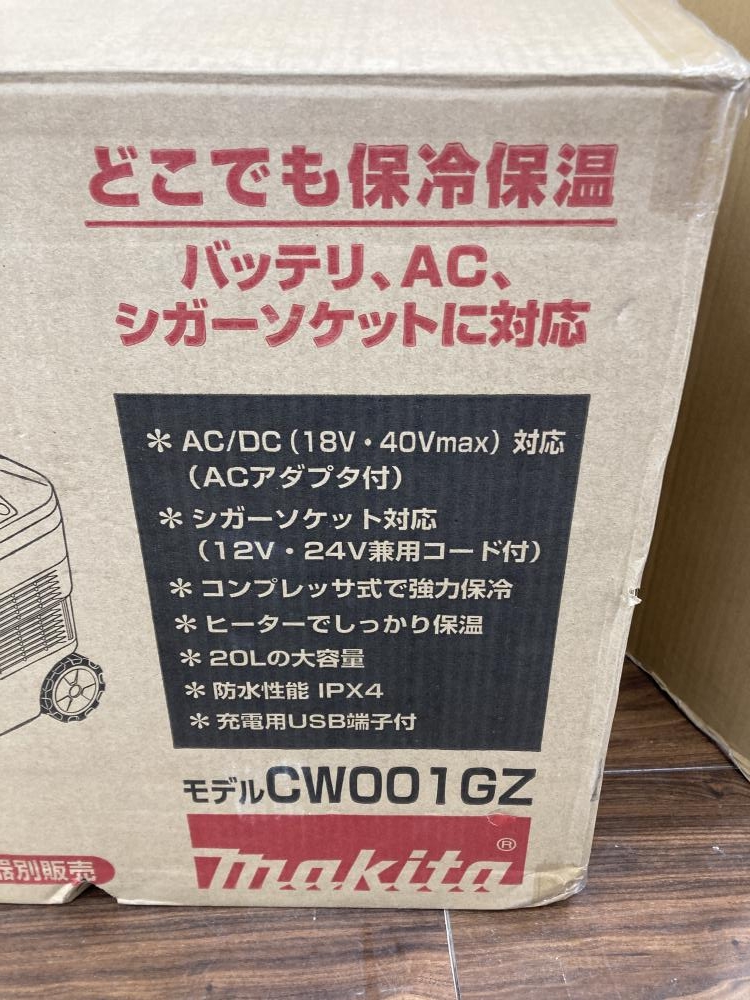 どこでも保冷保温
バッテリ、AC、
シガーソケットに対応
＊AC/DC（18V・40Vmax）対応
（ACアダプタ付）
＊シガーソケット対応
（12V・24V兼用コード付）
＊コンプレッサ式で強力保冷
＊ヒーターでしっかり保温
＊20Lの大容量
＊防水性能 IPX4
＊充電用USB端子付
モデルCW001GZ
makita®
器別販売